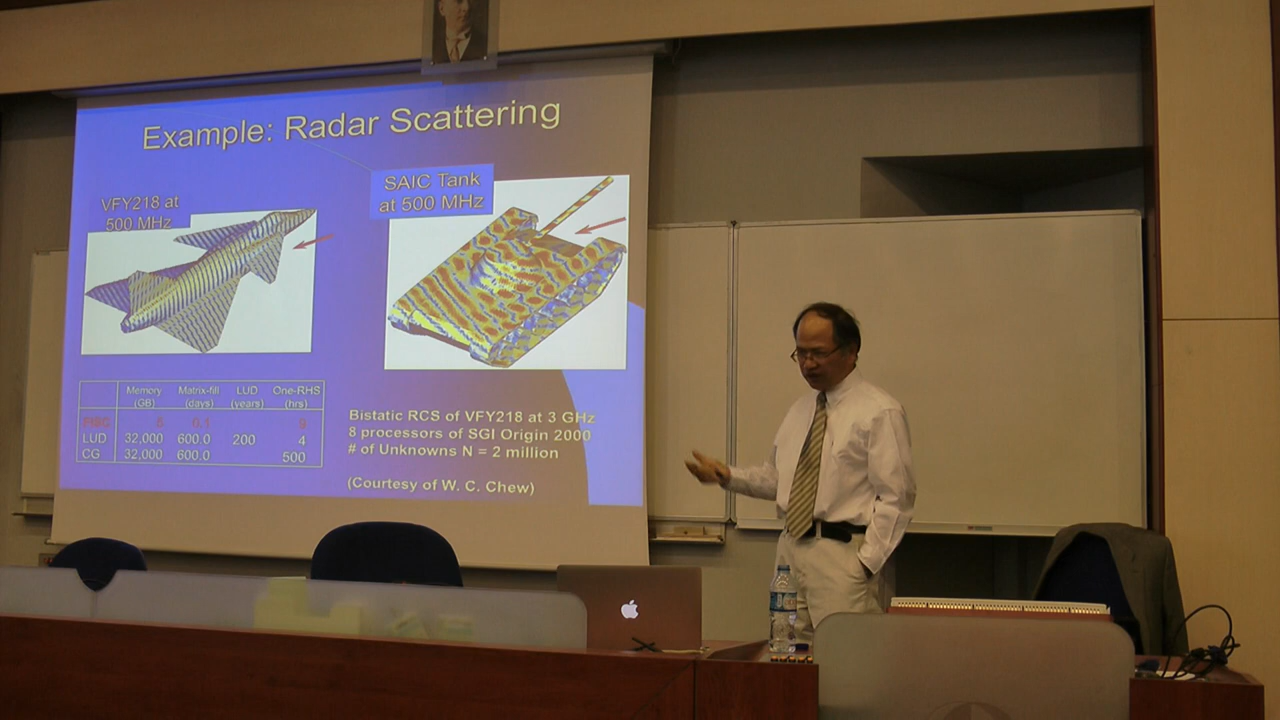 Example: Radar Scattering
VFY218 at
500 MHz
SAIC Tank
at 500 MHz
Memory Matrix-fill LUD One-RHS
(GB) (days) (years) (hrs)
5 0.1 9
LUD 32,000 600.0 200 4
CG 32,000 600.0 500
Bistatic RCS of VFY218 at 3 GHz
8 processors of SGI Origin 2000
# of Unknowns N = 2 million
(Courtesy of W. C. Chew)